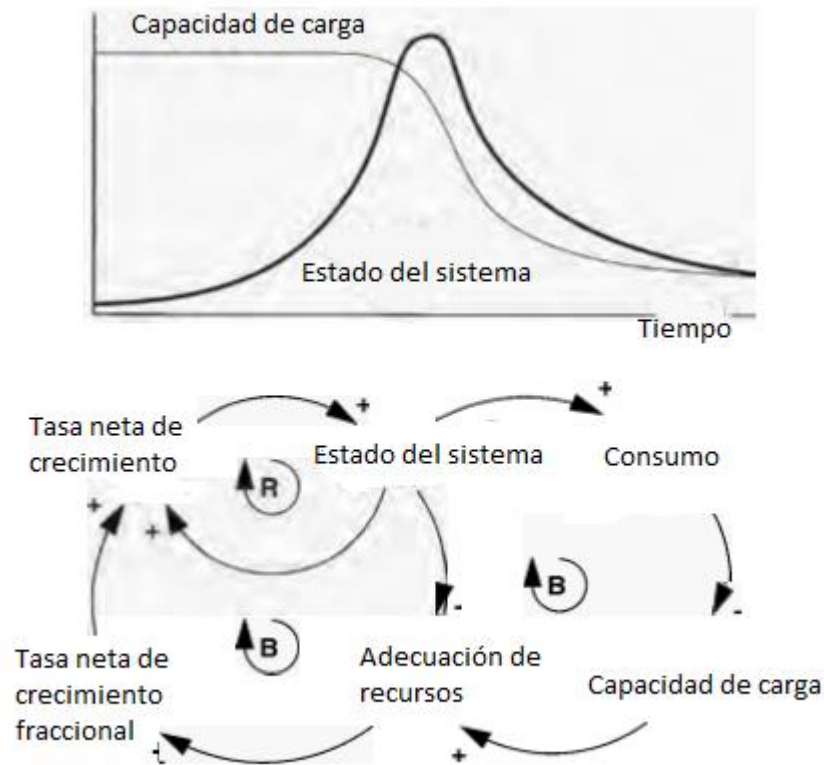 Capacidad de carga
Estado del sistema
Tiempo
+
+
Tasa neta de
crecimiento
Estado del sistema
Consumo
R
+
+
B
-
-
B
Tasa neta de
crecimiento
fraccional
Adecuación de
recursos
Capacidad de carga
+